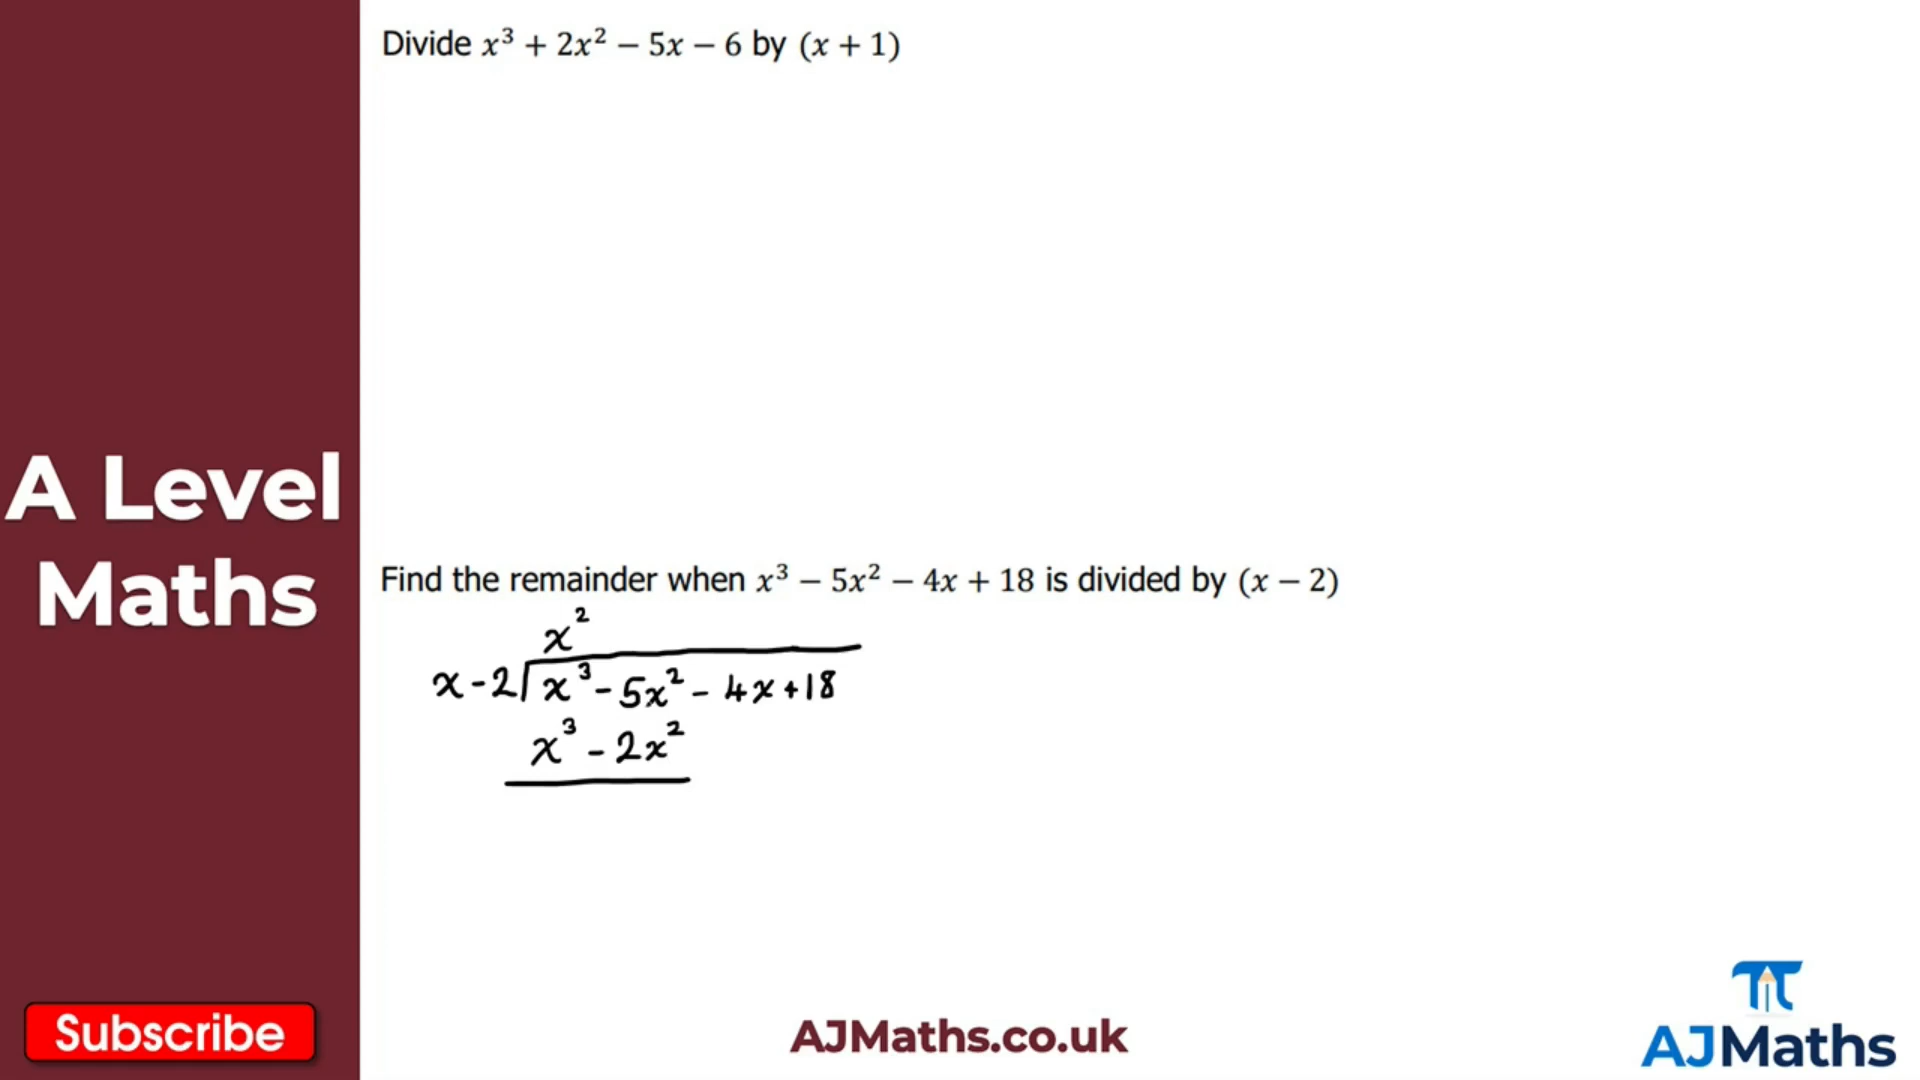 Divide x³ + 2x² − 5x − 6 by (x + 1)
A Level
Maths
Find the remainder when x³ − 5x² − 4x + 18 is divided by (x − 2)
x²
x - 2 x³ - 5x² - 4x + 18
x³ - 2x²
Subscribe
AJMaths.co.uk
AJMaths